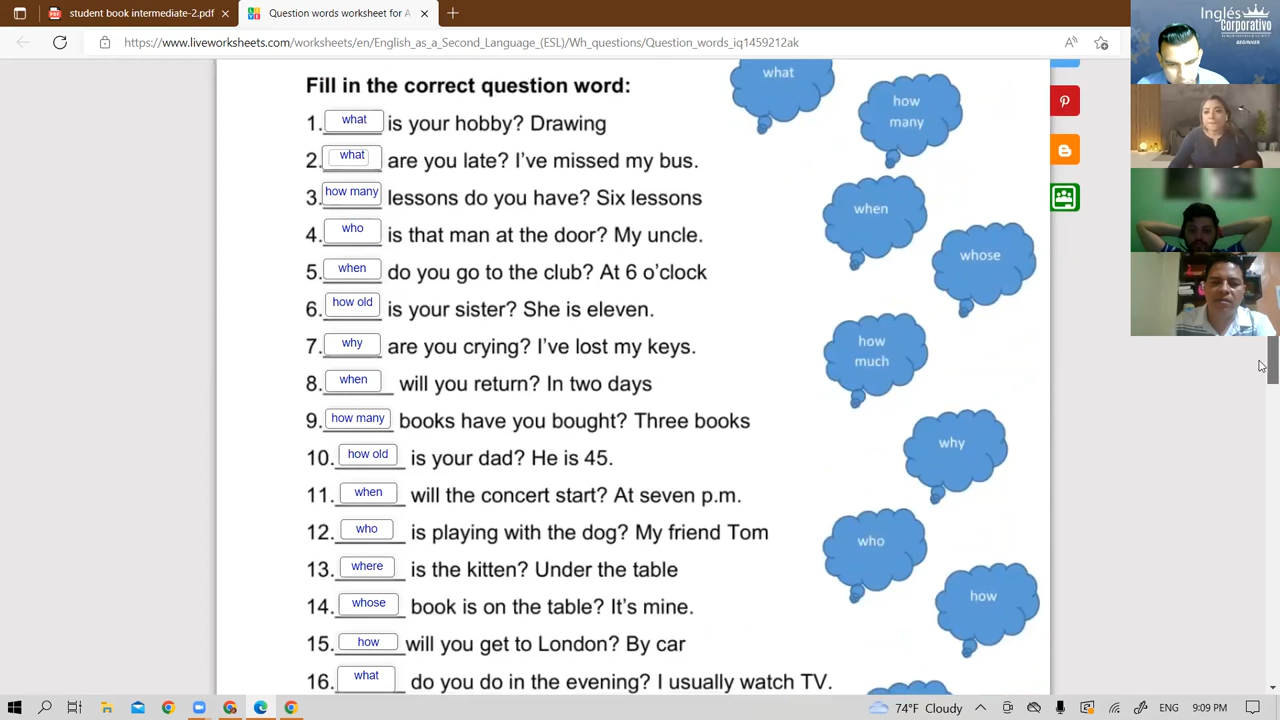 student book intermediate-2.pdf
Question words worksheet for A
https://www.liveworksheets.com/worksheets/en/English_as_a_Second_Language_(ESL)/Wh_questions/Question_words_iq1459212ak
Inglés
Corporativo
BEGINNER
Fill in the correct question word:
1. what is your hobby? Drawing
2. what are you late? I've missed my bus.
3. how many lessons do you have? Six lessons
4. who is that man at the door? My uncle.
5. when do you go to the club? At 6 o'clock
6. how old is your sister? She is eleven.
7. why are you crying? I've lost my keys.
8. when will you return? In two days
9. how many books have you bought? Three books
10. how old is your dad? He is 45.
11. when will the concert start? At seven p.m.
12. who is playing with the dog? My friend Tom
13. where is the kitten? Under the table
14. whose book is on the table? It's mine.
15. how will you get to London? By car
16. what do you do in the evening? I usually watch TV.
what
how
many
when
whose
how
much
why
who
how
74°F Cloudy
ENG
9:09 PM